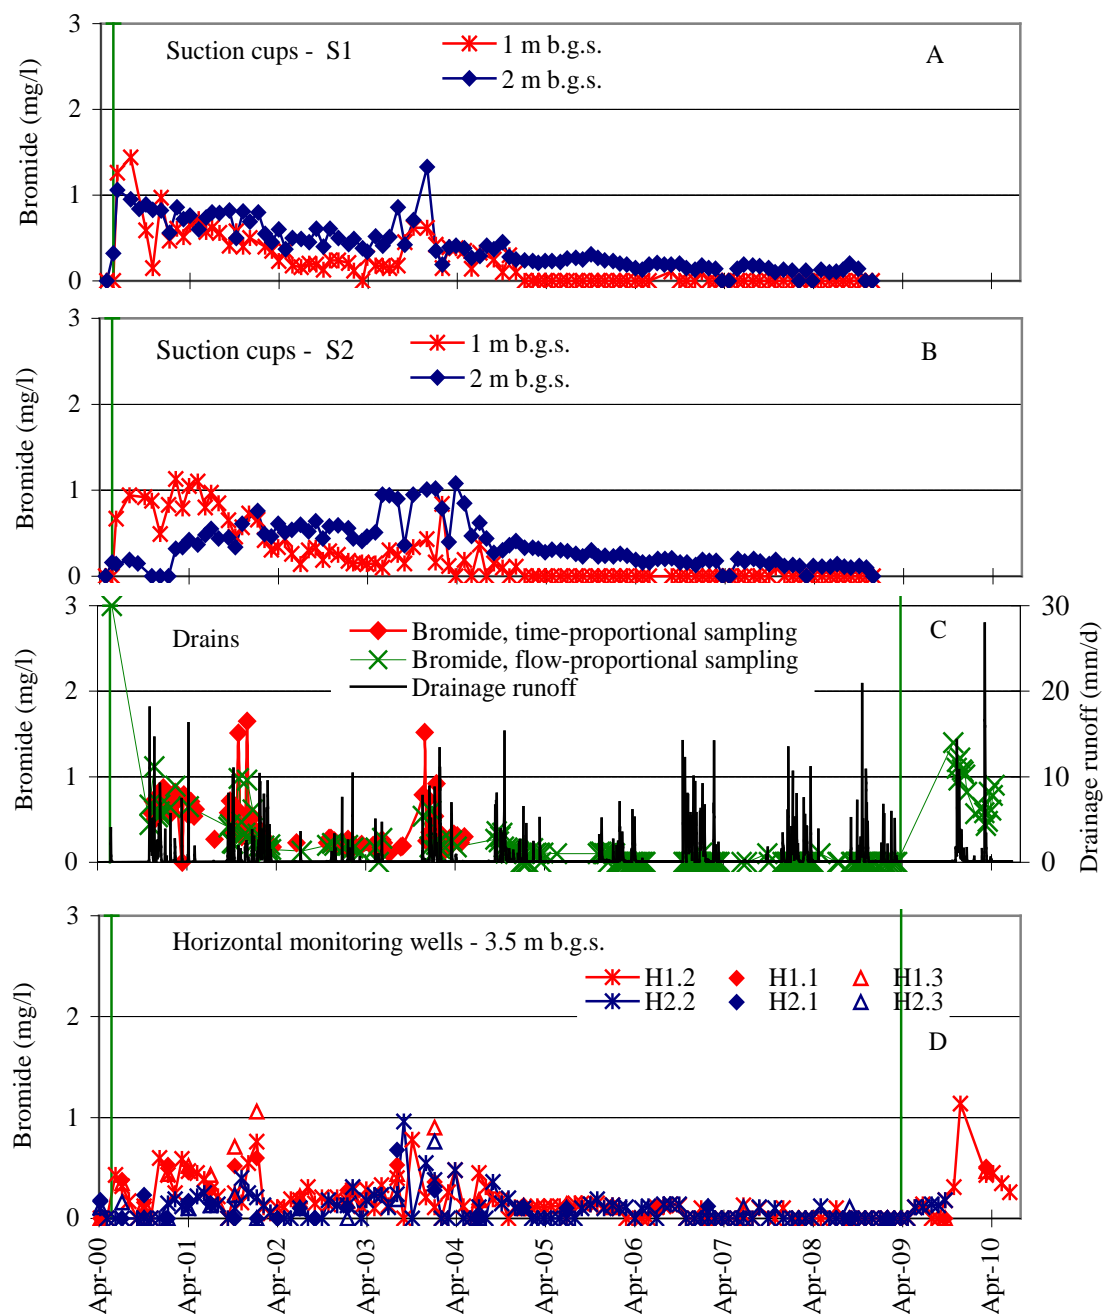 3
Suction cups - S1
1 m b.g.s.
A
2 m b.g.s.
2
1
0
Bromide (mg/l)
3
Suction cups - S2
1 m b.g.s.
B
2 m b.g.s.
2
1
0
Bromide (mg/l)
3
30
Drains
Bromide, time-proportional sampling
C
Bromide, flow-proportional sampling
Drainage runoff
2
20
1
10
0
0
Bromide (mg/l)
Drainage runoff (mm/d)
3
Horizontal monitoring wells - 3.5 m b.g.s.
H1.2 H1.1 H1.3
H2.2 H2.1 H2.3
2
D
1
0
Bromide (mg/l)
Apr-00 Apr-01 Apr-02 Apr-03 Apr-04 Apr-05 Apr-06 Apr-07 Apr-08 Apr-09 Apr-10